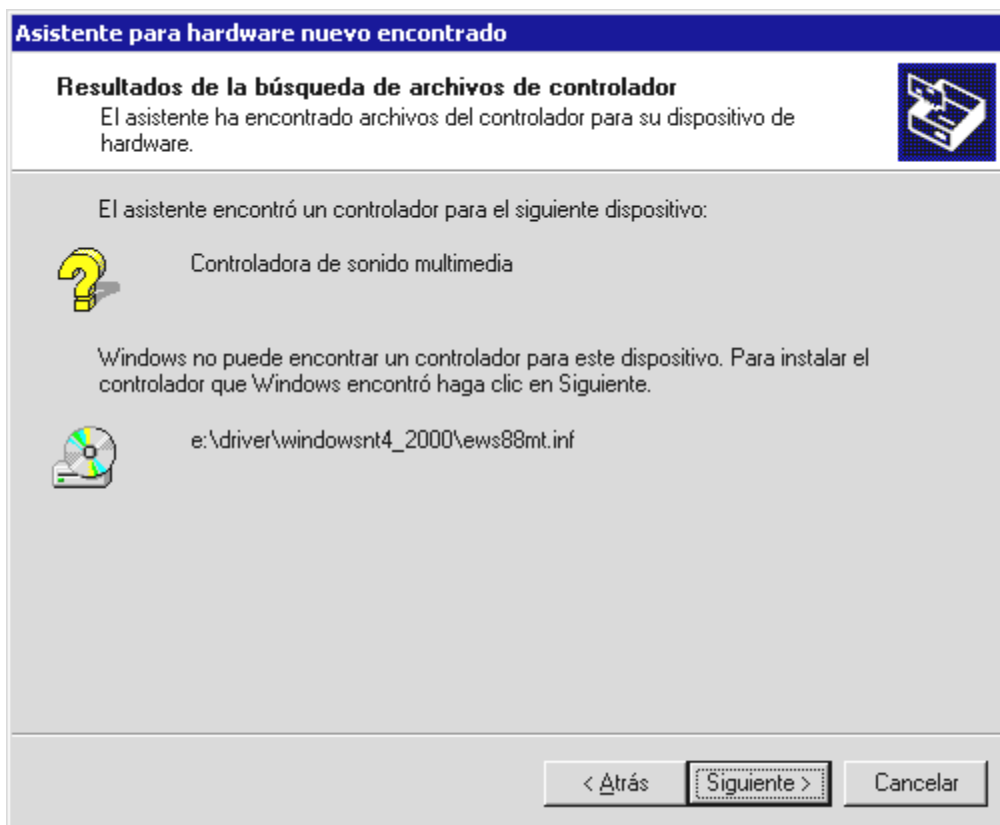 Asistente para hardware nuevo encontrado
Resultados de la búsqueda de archivos de controlador
El asistente ha encontrado archivos del controlador para su dispositivo de
hardware.
El asistente encontró un controlador para el siguiente dispositivo:
Controladora de sonido multimedia
Windows no puede encontrar un controlador para este dispositivo. Para instalar el
controlador que Windows encontró haga clic en Siguiente.
e:\driver\windowsnt4_2000\ews88mt.inf
< Atrás
Siguiente >
Cancelar